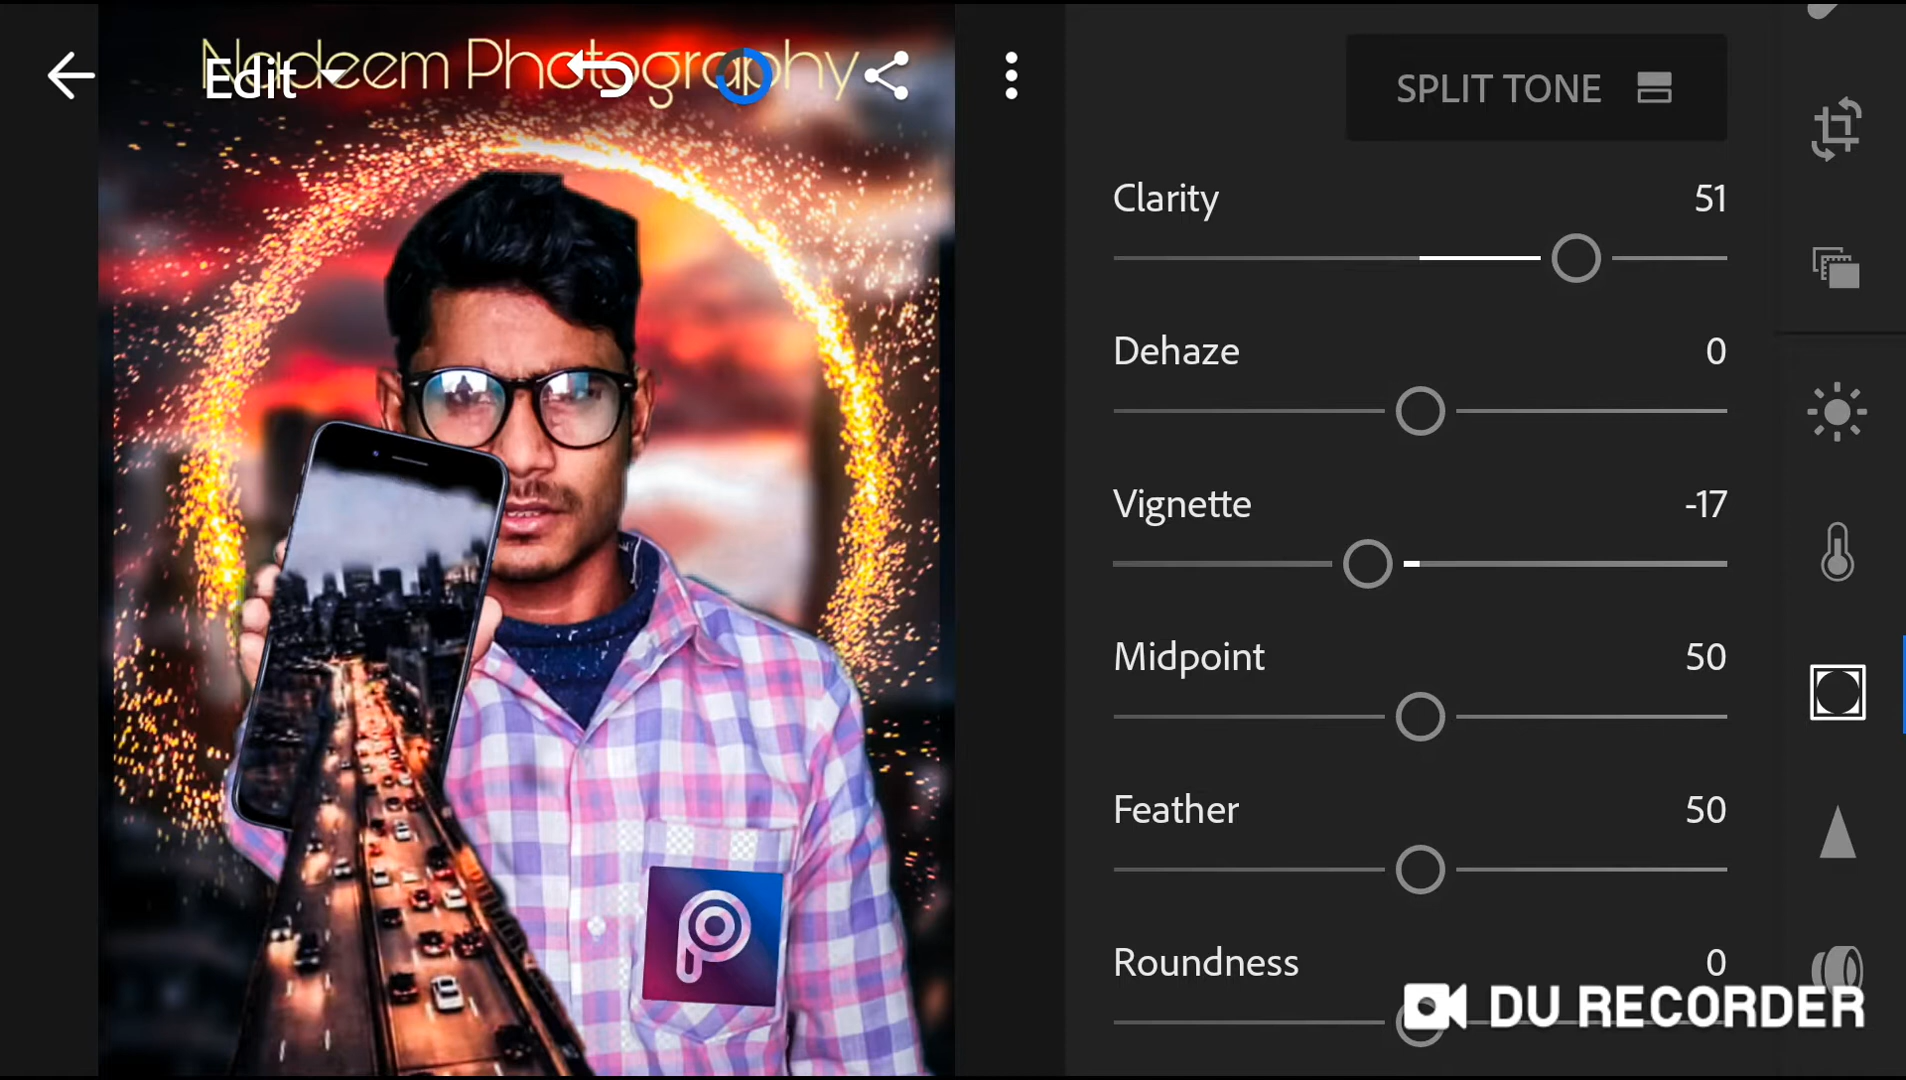 Nadeem Photography
Edit
SPLIT TONE
Clarity 51
Dehaze 0
Vignette -17
Midpoint 50
Feather 50
Roundness 0
DU RECORDER